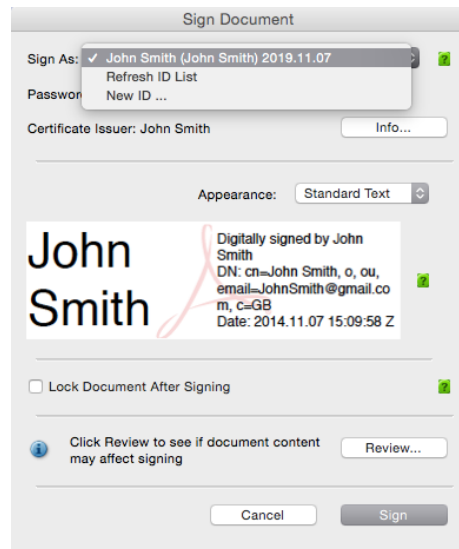 Sign Document
Sign As: ✓ John Smith (John Smith) 2019.11.07
Refresh ID List
Passwor New ID ...
Certificate Issuer: John Smith Info...
Appearance: Standard Text
John
Smith
Digitally signed by John
Smith
DN: cn=John Smith, o, ou,
email=JohnSmith@gmail.co
m, c=GB
Date: 2014.11.07 15:09:58 Z
Lock Document After Signing
Click Review to see if document content
may affect signing
Review...
Cancel Sign